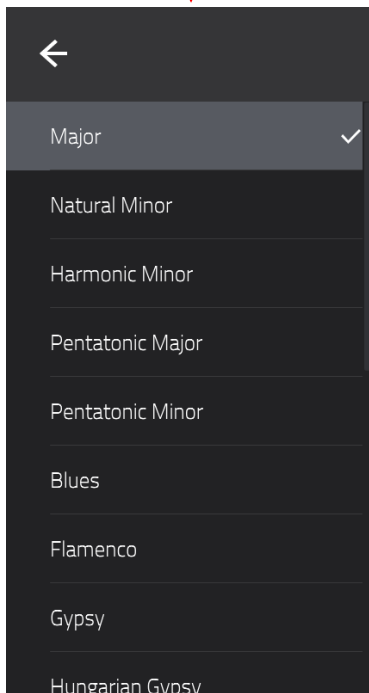 Major
Natural Minor
Harmonic Minor
Pentatonic Major
Pentatonic Minor
Blues
Flamenco
Gypsy
Hungarian Gypsy